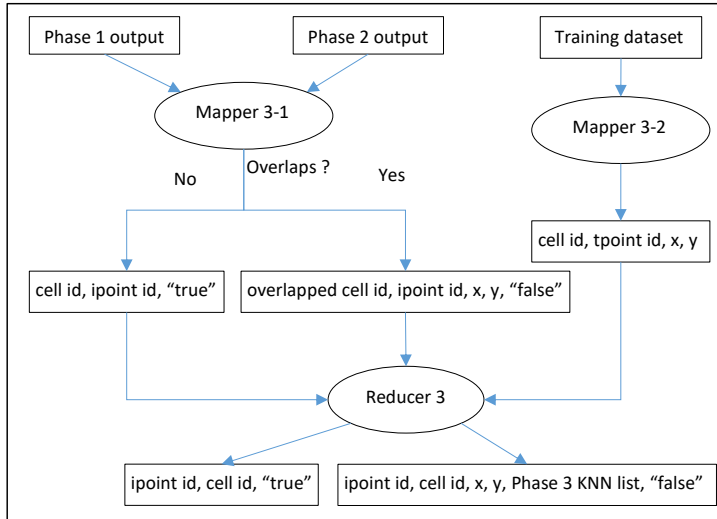 Phase 1 output
Phase 2 output
Training dataset
Mapper 3-1
Mapper 3-2
Overlaps ?
No
Yes
cell id, tpoint id, x, y
cell id, ipoint id, “true”
overlapped cell id, ipoint id, x, y, “false”
Reducer 3
ipoint id, cell id, “true”
ipoint id, cell id, x, y, Phase 3 KNN list, “false”